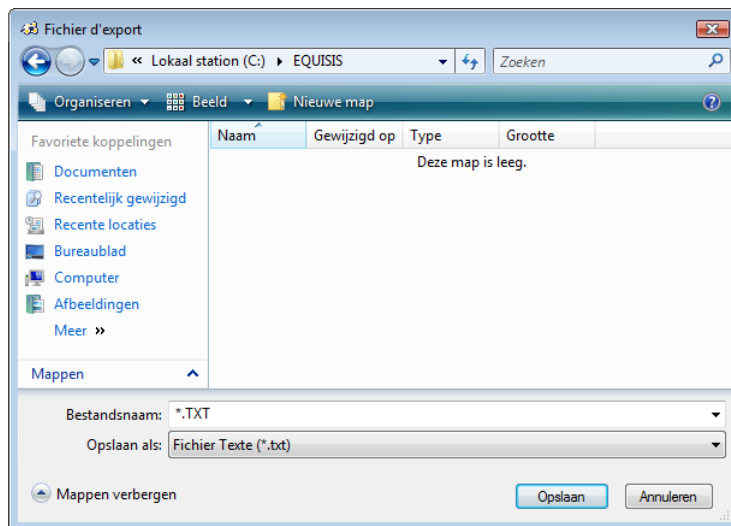 Fichier d'export
« Lokaal station (C:) EQUISIS Zoeken
Organiseren Beeld Nieuwe map
Favoriete koppelingen
Naam Gewijzigd op Type Grootte
Deze map is leeg.
Documenten
Recentelijk gewijzigd
Recente locaties
Bureaublad
Computer
Afbeeldingen
Meer »
Mappen
Bestandsnaam: *.TXT
Opslaan als: Fichier Texte (*.txt)
Mappen verbergen Opslaan Annuleren